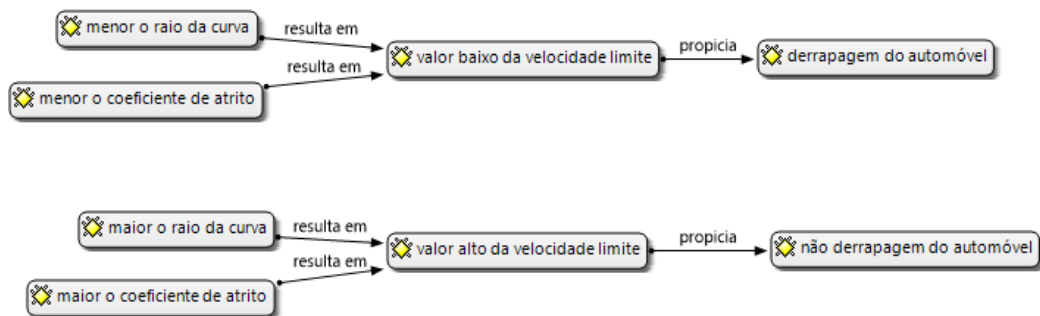 menor o raio da curva
resulta em
menor o coeficiente de atrito
resulta em
valor baixo da velocidade limite
propicia
derrapagem do automóvel
maior o raio da curva
resulta em
maior o coeficiente de atrito
resulta em
valor alto da velocidade limite
propicia
não derrapagem do automóvel